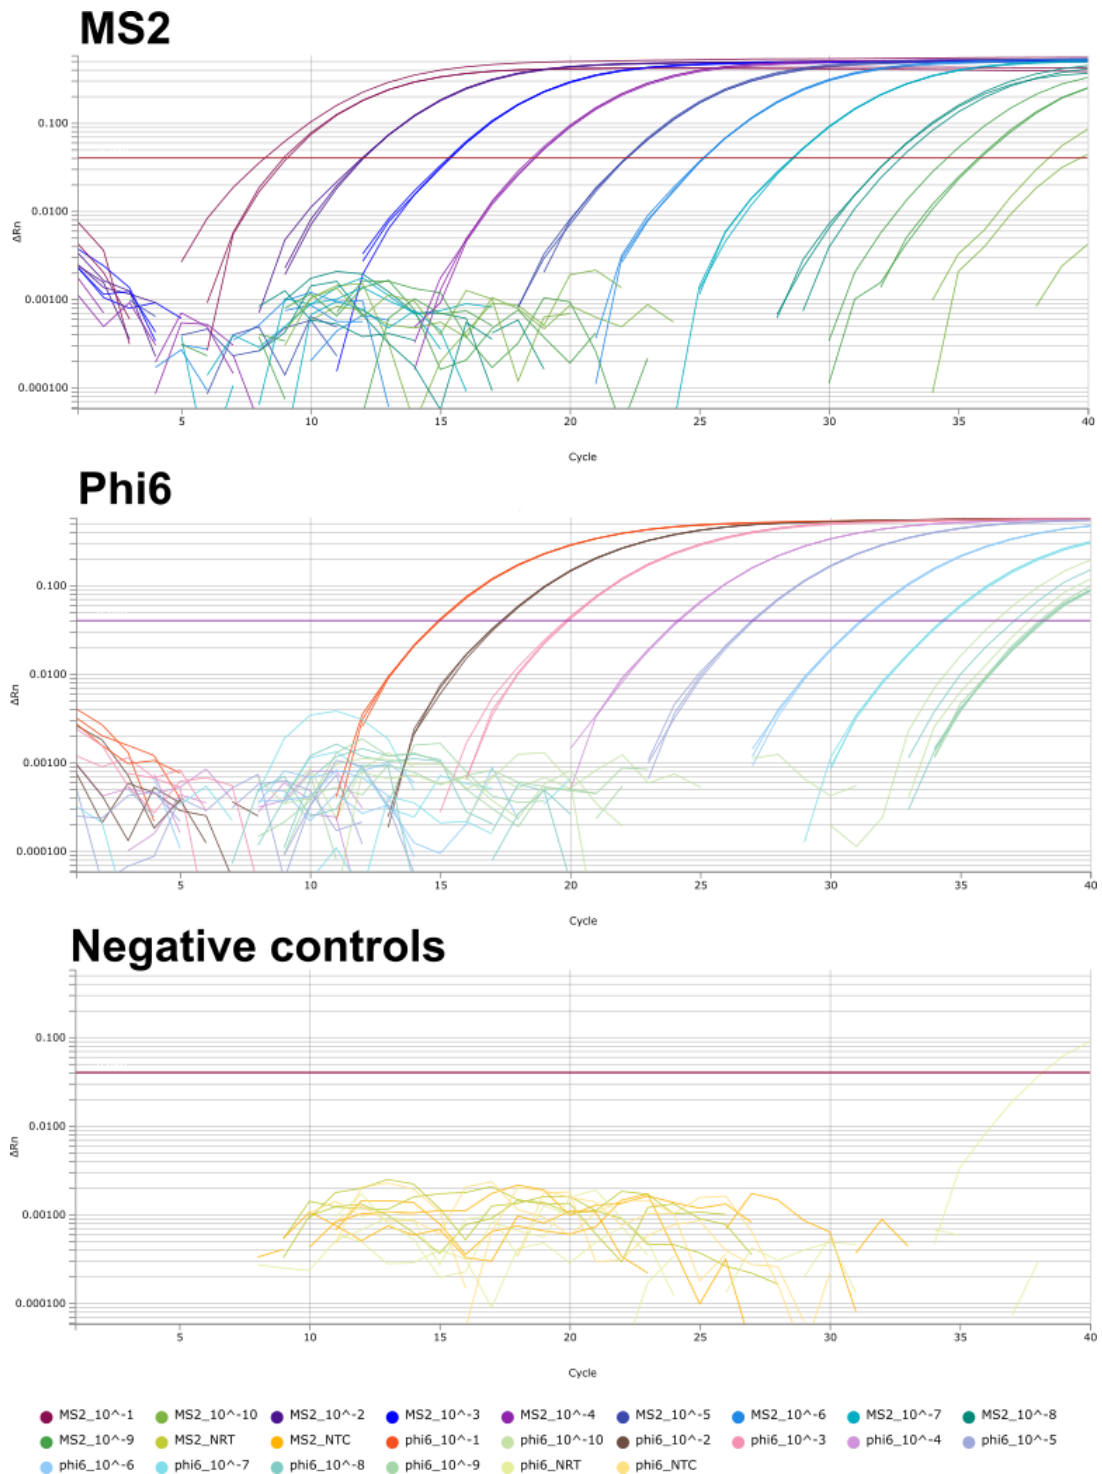 MS2
0.100
0.0100
ΔRn
0.00100
0.000100
5 10 15 20 25 30 35 40
Cycle
Phi6
0.100
0.0100
ΔRn
0.00100
0.000100
5 10 15 20 25 30 35 40
Cycle
Negative controls
0.100
0.0100
ΔRn
0.00100
0.000100
5 10 15 20 25 30 35 40
Cycle
MS2_10^-1 MS2_10^-10 MS2_10^-2 MS2_10^-3 MS2_10^-4 MS2_10^-5 MS2_10^-6 MS2_10^-7 MS2_10^-8
MS2_10^-9 MS2_NRT MS2_NTC phi6_10^-1 phi6_10^-10 phi6_10^-2 phi6_10^-3 phi6_10^-4 phi6_10^-5
phi6_10^-6 phi6_10^-7 phi6_10^-8 phi6_10^-9 phi6_NRT phi6_NTC